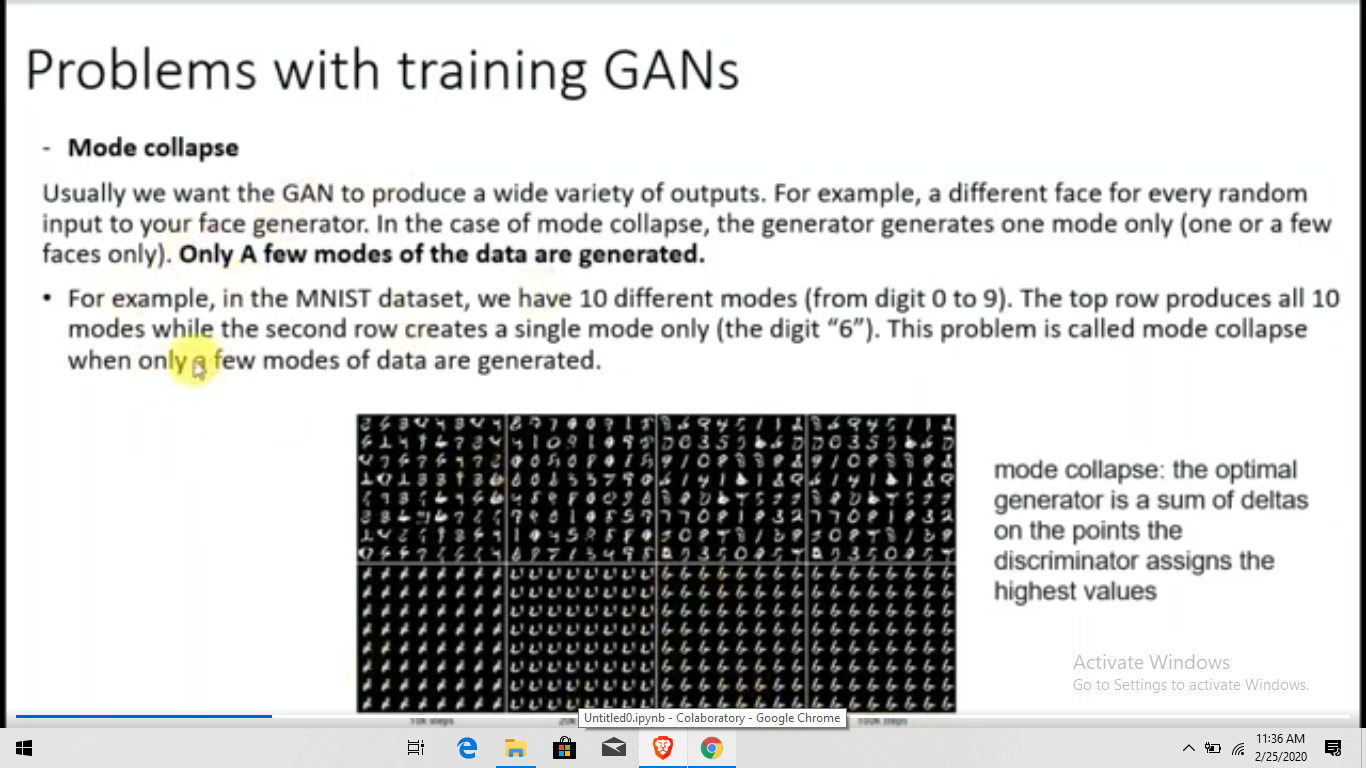 Problems with training GANs
- Mode collapse
Usually we want the GAN to produce a wide variety of outputs. For example, a different face for every random
input to your face generator. In the case of mode collapse, the generator generates one mode only (one or a few
faces only). Only A few modes of the data are generated.
• For example, in the MNIST dataset, we have 10 different modes (from digit 0 to 9). The top row produces all 10
modes while the second row creates a single mode only (the digit “6”). This problem is called mode collapse
when only a few modes of data are generated.
mode collapse: the optimal
generator is a sum of deltas
on the points the
discriminator assigns the
highest values
Activate Windows
Go to Settings to activate Windows.
10k steps
100k steps
Untitled0.ipynb - Colaboratory - Google Chrome
11:36 AM
2/25/2020